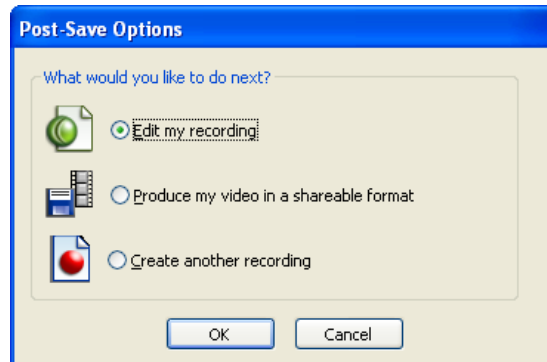 Post-Save Options
What would you like to do next?
Edit my recording
Produce my video in a shareable format
Create another recording
OK
Cancel